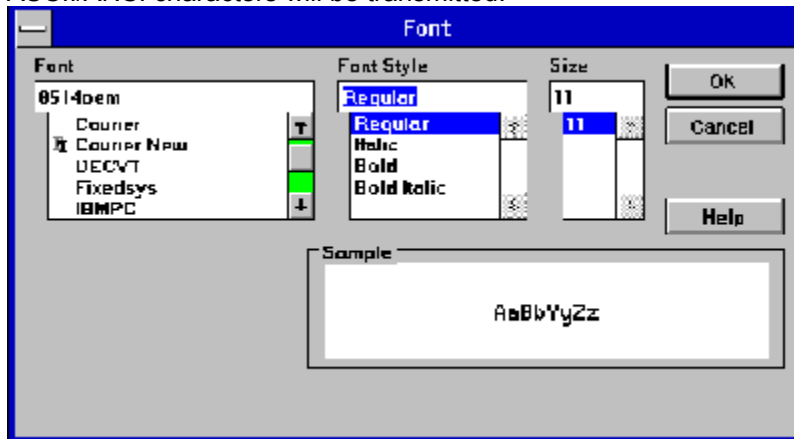 characters will be transmitted.
Font
Font Font Style Size
8514oem Regular 11 OK
Courier Regular 11 Cancel
Courier New Italic
DECVT Bold
Fixedsys Bold Italic
IBMPC Help
Sample
AaBbYyZz